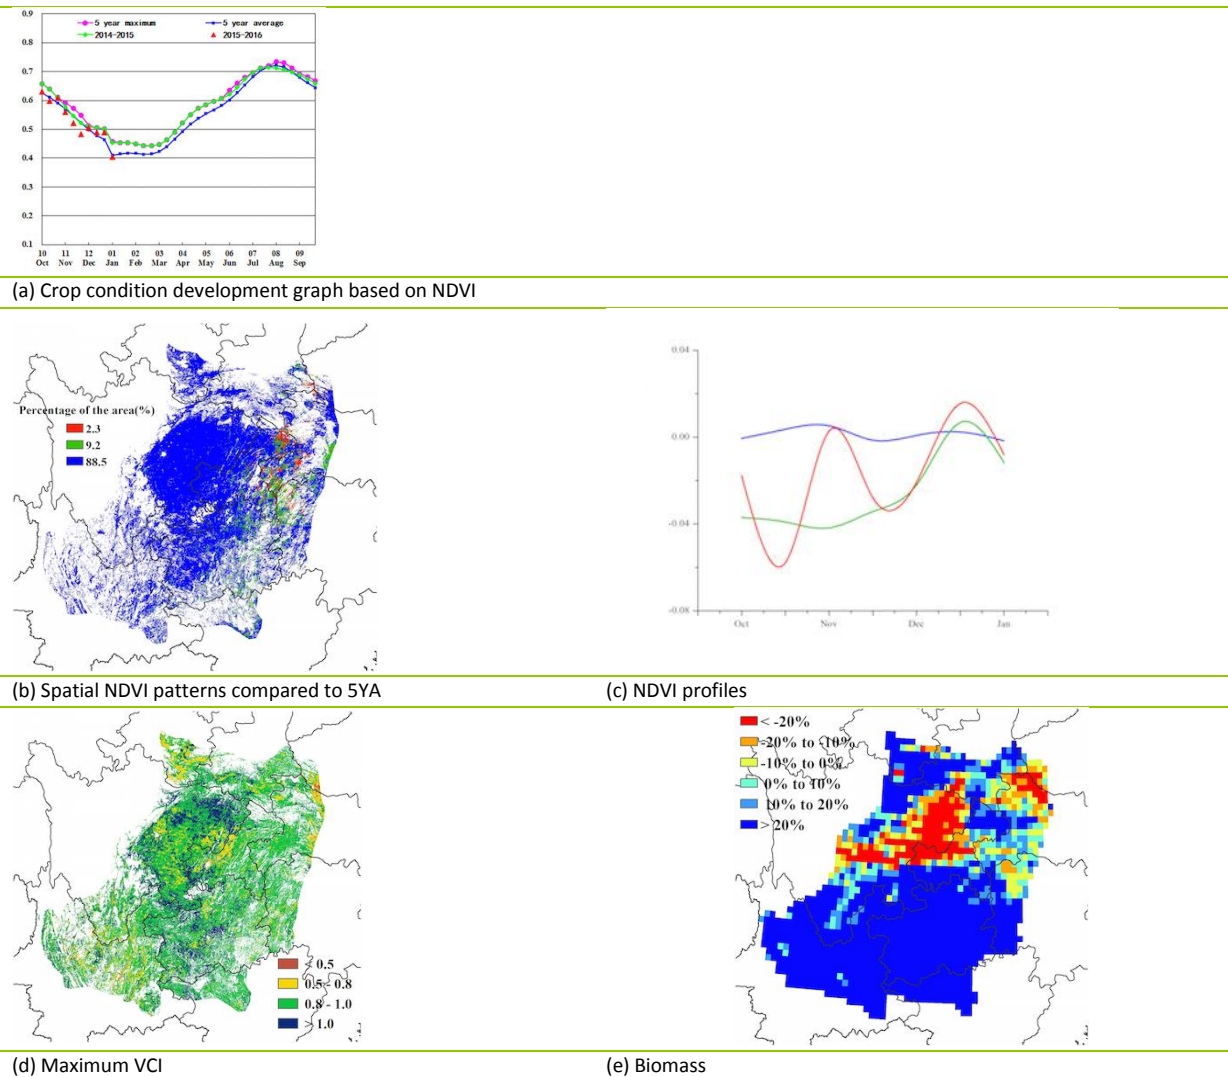 0.9
5 year maximum
5 year average
2014-2015
2015-2016
0.8
0.7
0.6
0.5
0.4
0.3
0.2
0.1
10 11 12 01 02 03 04 05 06 07 08 09
Oct Nov Dec Jan Feb Mar Apr May Jun Jul Aug Sep
(a) Crop condition development graph based on NDVI
Percentage of the area(%)
2.3
9.2
88.5
0.04
0.00
-0.04
-0.08
Oct Nov Dec Jan
(b) Spatial NDVI patterns compared to 5YA
(c) NDVI profiles
< 0.5
0.5 - 0.8
0.8 - 1.0
> 1.0
< -20%
-20% to -10%
-10% to 0%
0% to 10%
10% to 20%
> 20%
(d) Maximum VCI
(e) Biomass